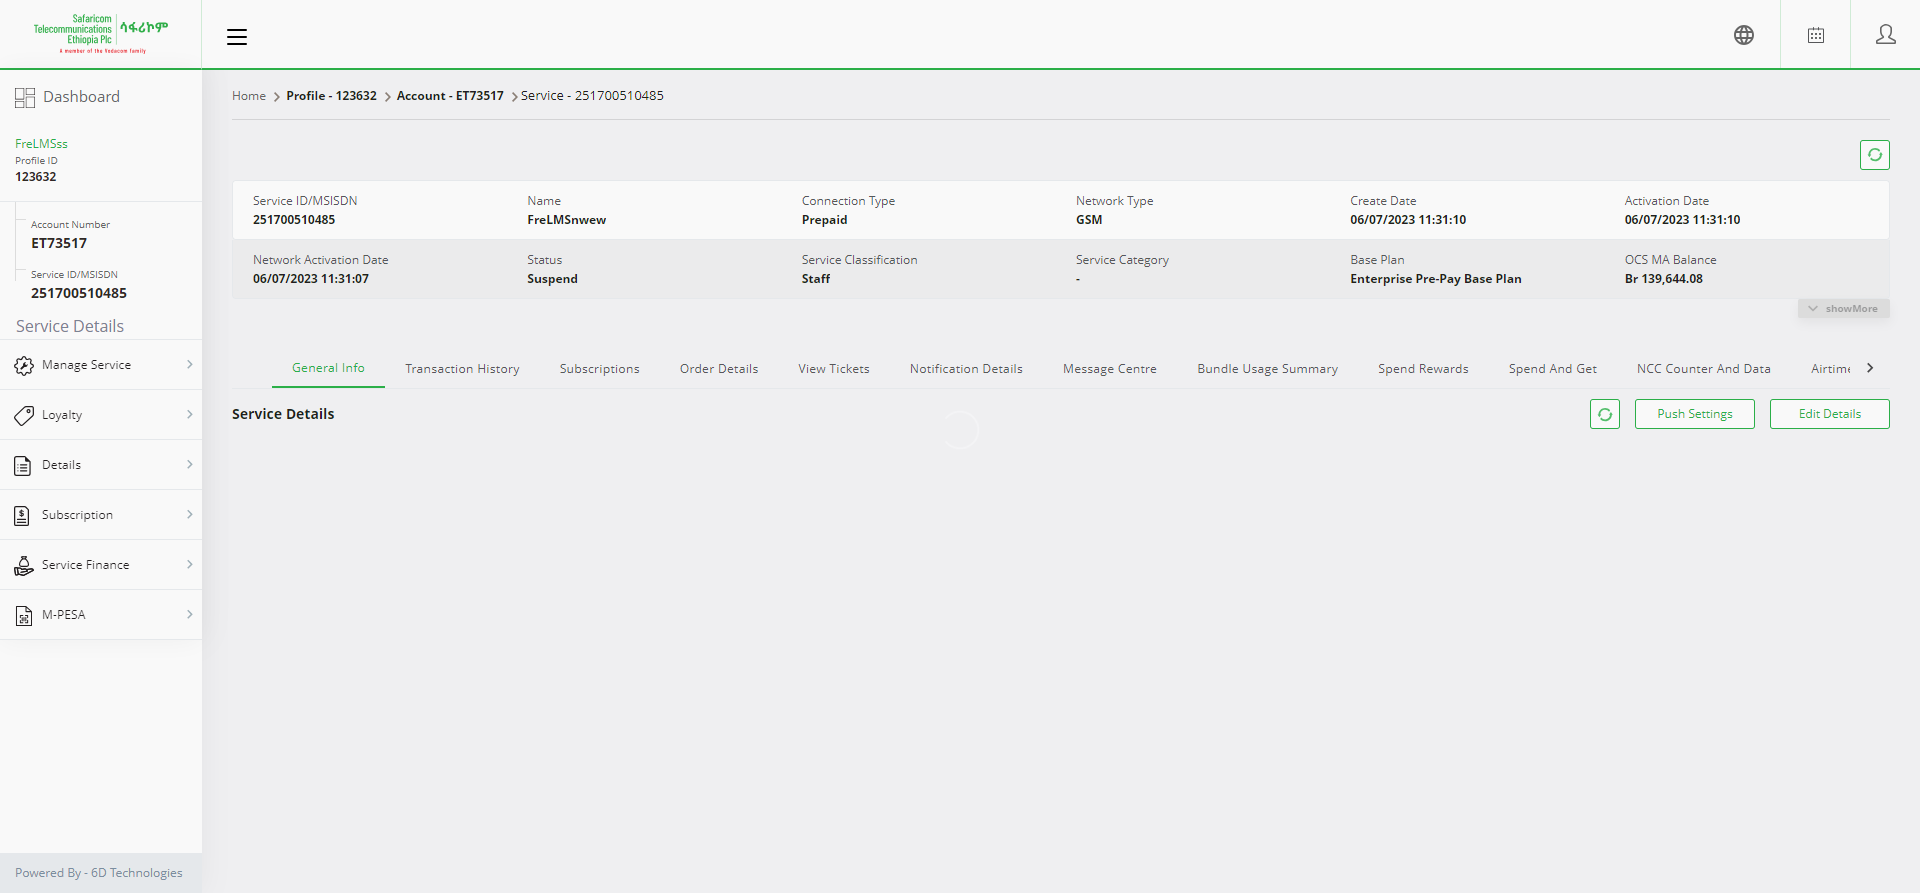 Safaricom
Telecommunications
Ethiopia Plc
ሳፋሪኮም
A member of the Vodacom family
Dashboard
FreLMSss
Profile ID
123632
Account Number
ET73517
Service ID/MSISDN
251700510485
Service Details
Manage Service
Loyalty
Details
Subscription
Service Finance
M-PESA
Powered By - 6D Technologies
Home Profile - 123632 Account - ET73517 Service - 251700510485
Service ID/MSISDN Name Connection Type Network Type Create Date Activation Date
251700510485 FreLMSnwew Prepaid GSM 06/07/2023 11:31:10 06/07/2023 11:31:10
Network Activation Date Status Service Classification Service Category Base Plan OCS MA Balance
06/07/2023 11:31:07 Suspend Staff - Enterprise Pre-Pay Base Plan Br 139,644.08
showMore
General Info Transaction History Subscriptions Order Details View Tickets Notification Details Message Centre Bundle Usage Summary Spend Rewards Spend And Get NCC Counter And Data Airtime
Service Details Push Settings Edit Details